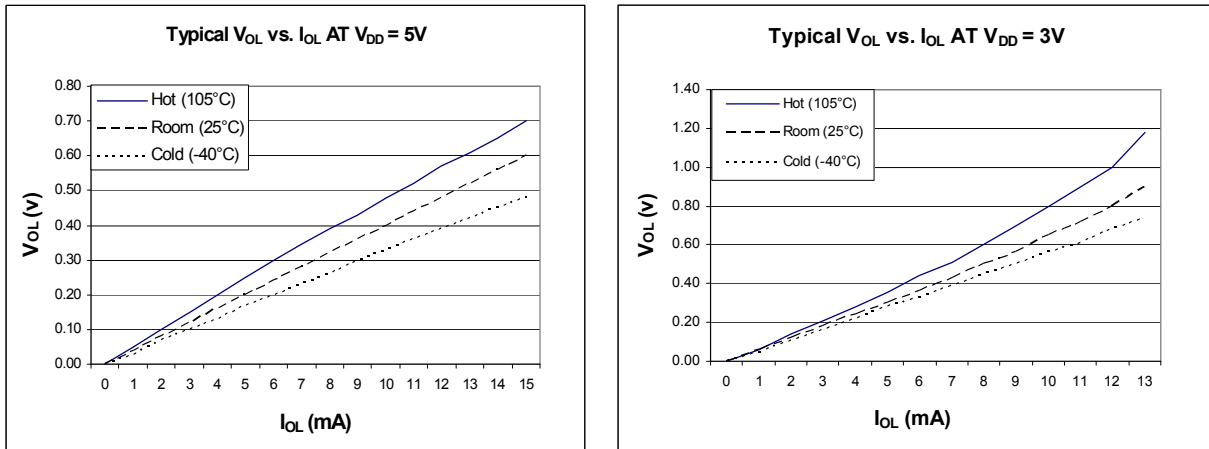 Typical VOL vs. IOL AT VDD = 5V
0.80
0.70
0.60
0.50
0.40
0.30
0.20
0.10
0.00
Hot (105°C)
Room (25°C)
Cold (-40°C)
VOL (v)
0 1 2 3 4 5 6 7 8 9 10 11 12 13 14 15
IOL (mA)
Typical VOL vs. IOL AT VDD = 3V
1.40
1.20
1.00
0.80
0.60
0.40
0.20
0.00
Hot (105°C)
Room (25°C)
Cold (-40°C)
VOL (v)
0 1 2 3 4 5 6 7 8 9 10 11 12 13
IOL (mA)